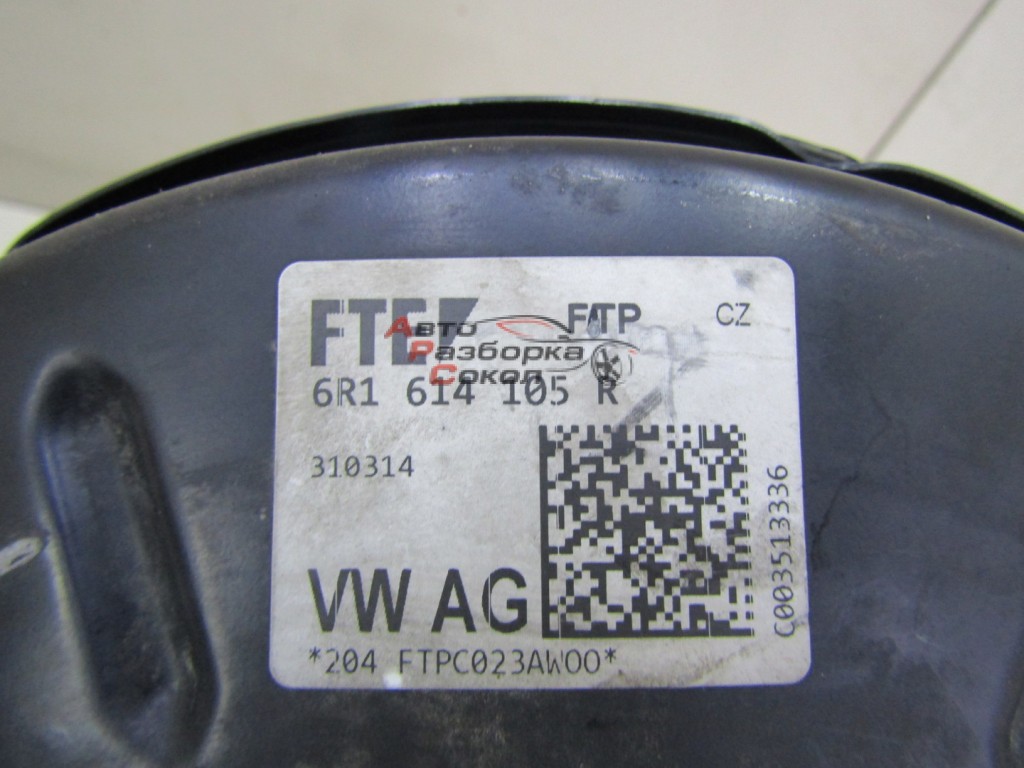 FTE FTP CZ
Авто
Разборка
Сокол
6R1 614 105 R
310314
C003513336
VW AG
*204 FTPC023AW00*